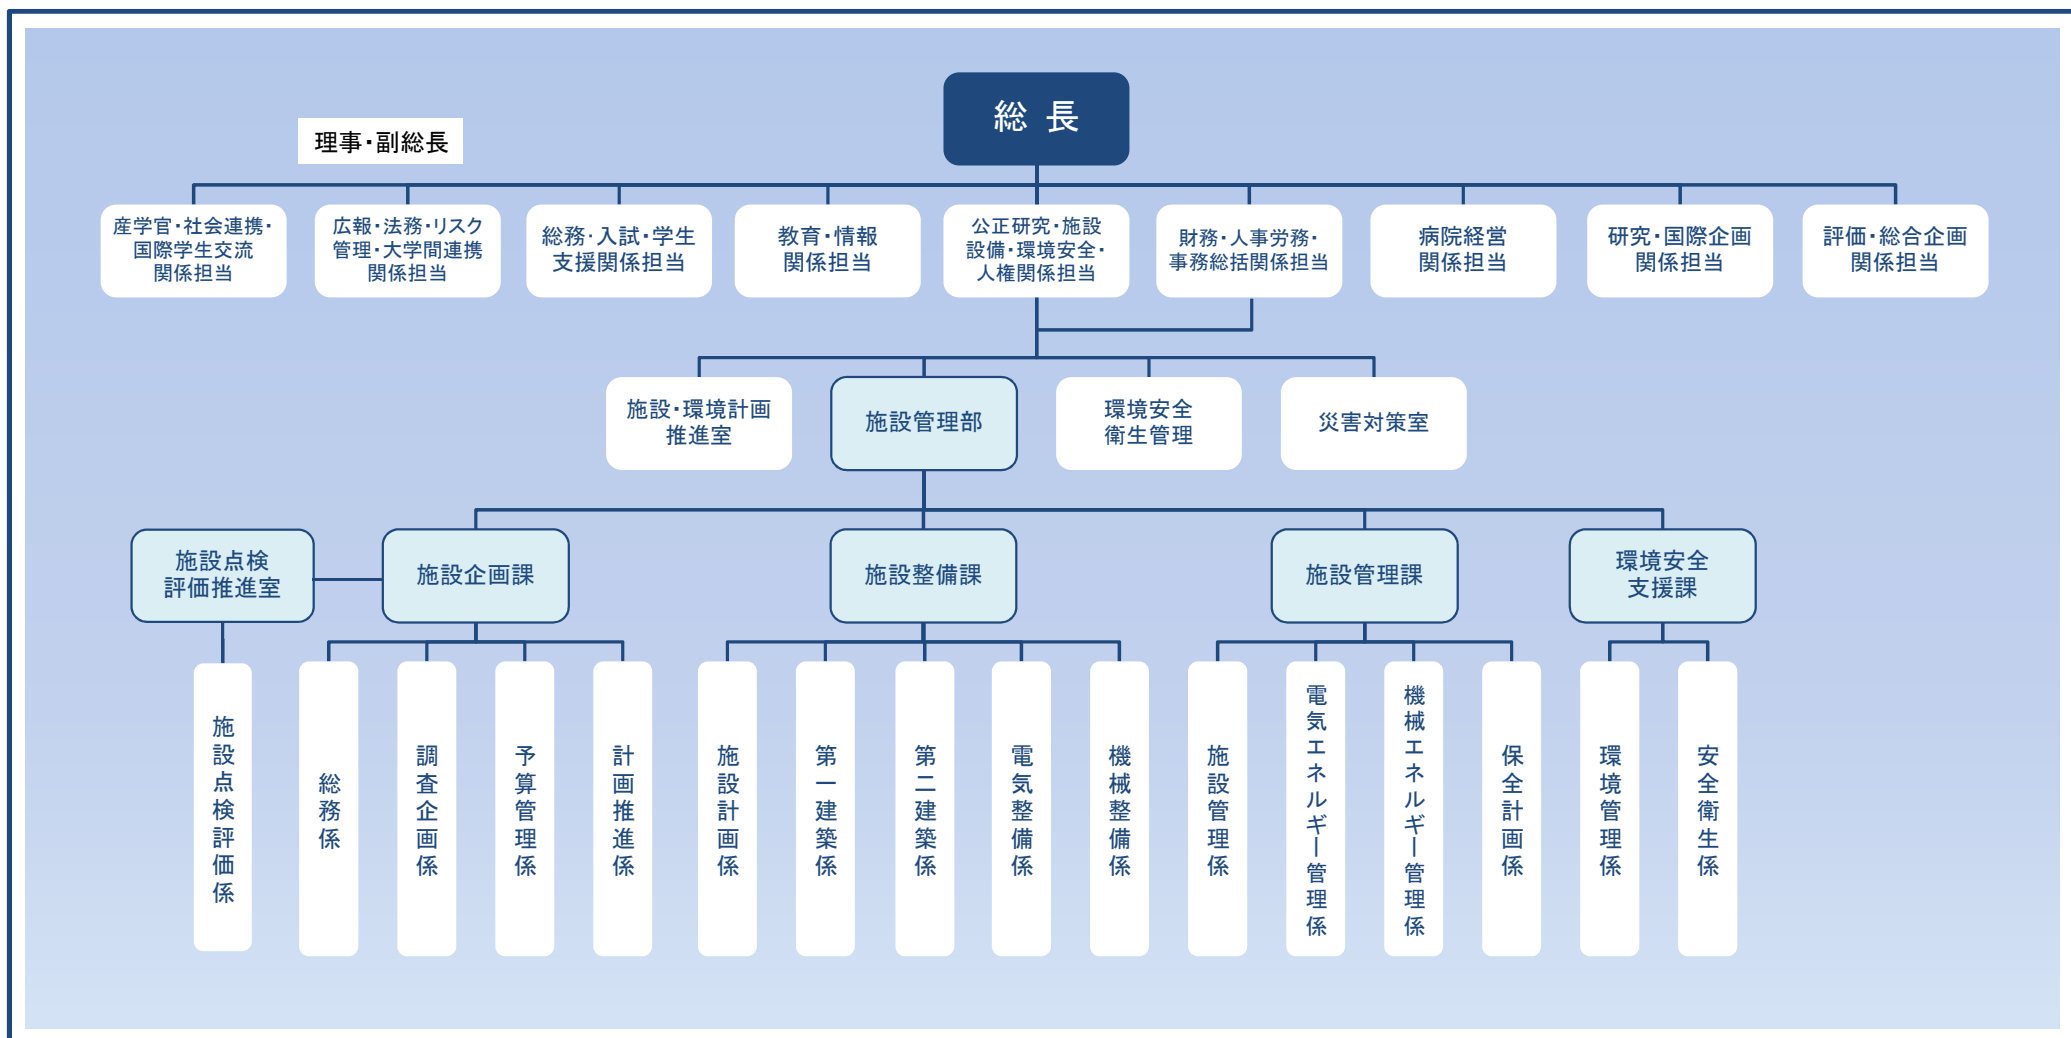 総長
理事・副総長
産学官・社会連携・
国際学生交流
関係担当
広報・法務・リスク
管理・大学間連携
関係担当
総務・入試・学生
支援関係担当
教育・情報
関係担当
公正研究・施設
設備・環境安全・
人権関係担当
財務・人事労務・
事務総括関係担当
病院経営
関係担当
研究・国際企画
関係担当
評価・総合企画
関係担当
施設・環境計画
推進室
施設管理部
環境安全
衛生管理
災害対策室
施設点検
評価推進室
施設企画課
施設整備課
施設管理課
環境安全
支援課
施設点検評価係
総務係
調査企画係
予算管理係
計画推進係
施設計画係
第一建築係
第二建築係
電気整備係
機械整備係
施設管理係
電気エネルギー管理係
機械エネルギー管理係
保全計画係
環境管理係
安全衛生係